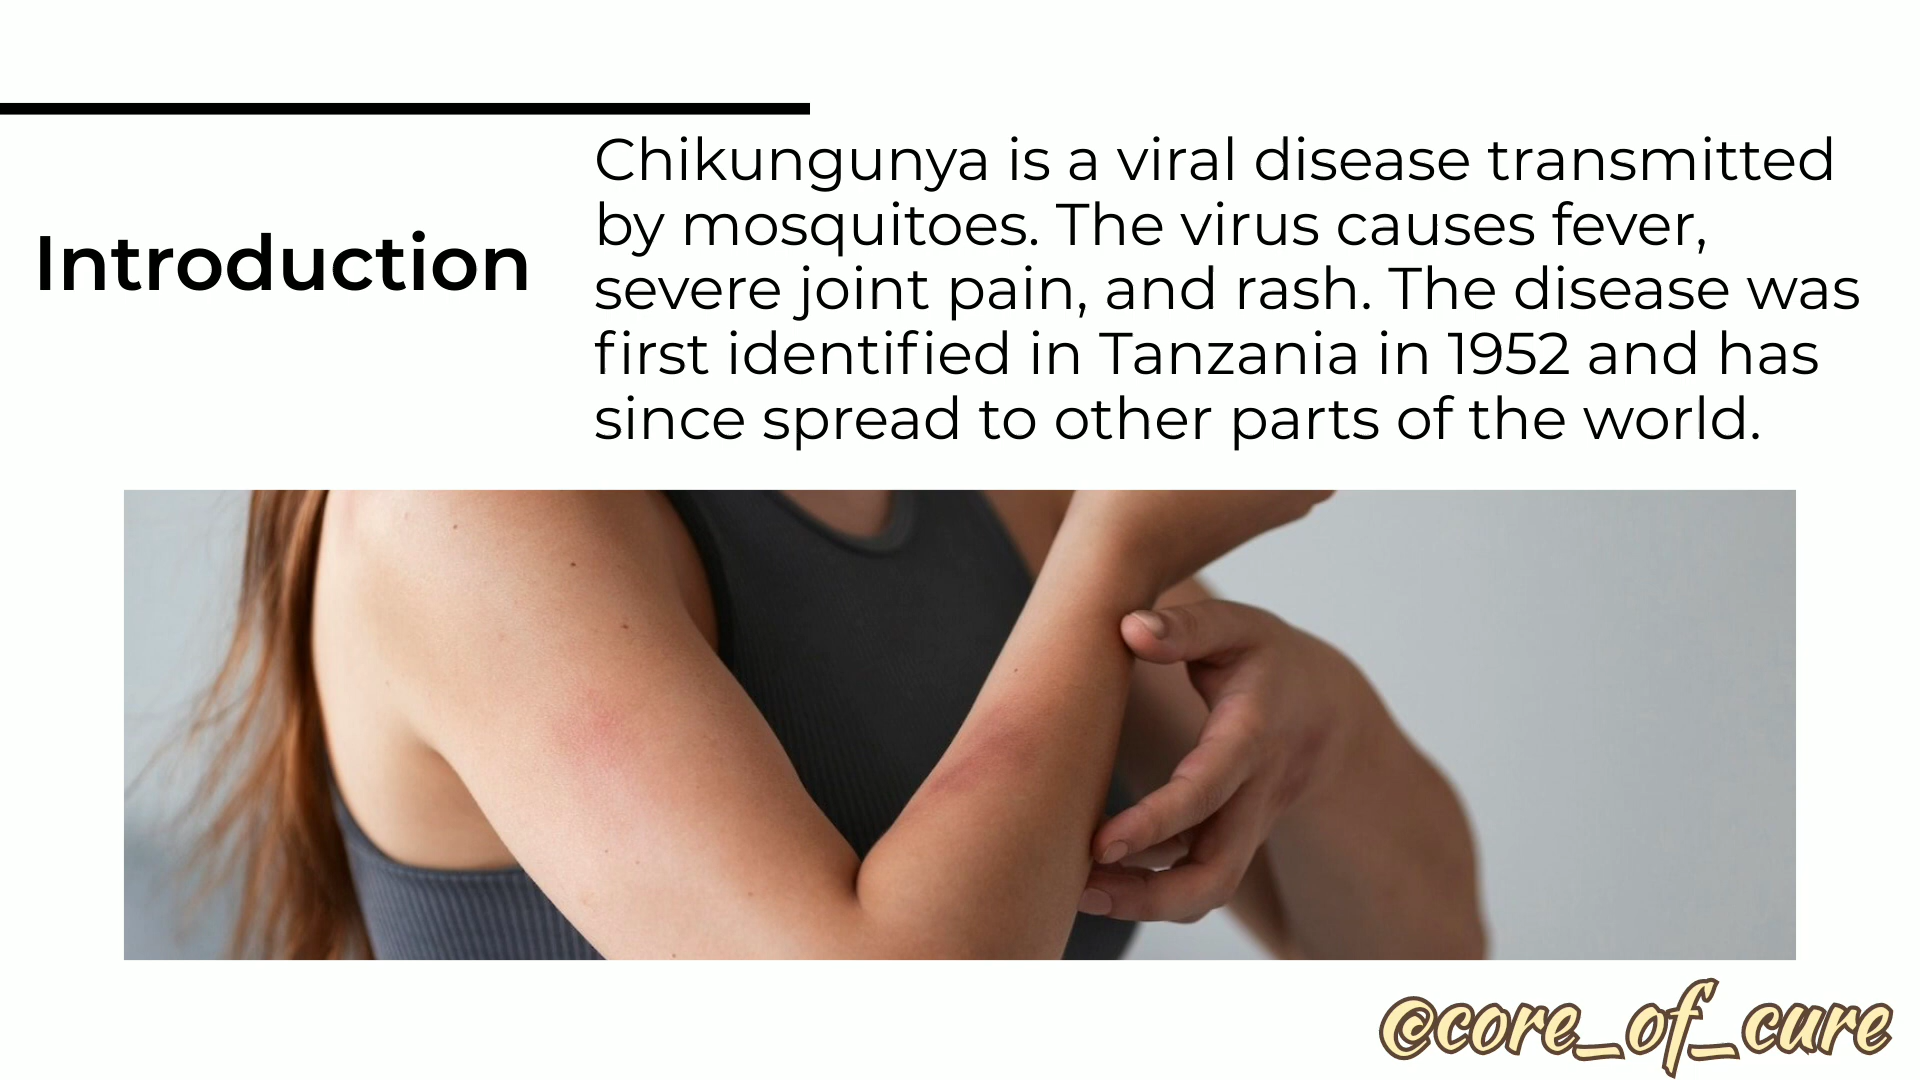 Introduction
Chikungunya is a viral disease transmitted
by mosquitoes. The virus causes fever,
severe joint pain, and rash. The disease was
first identified in Tanzania in 1952 and has
since spread to other parts of the world.
@core_of_cure